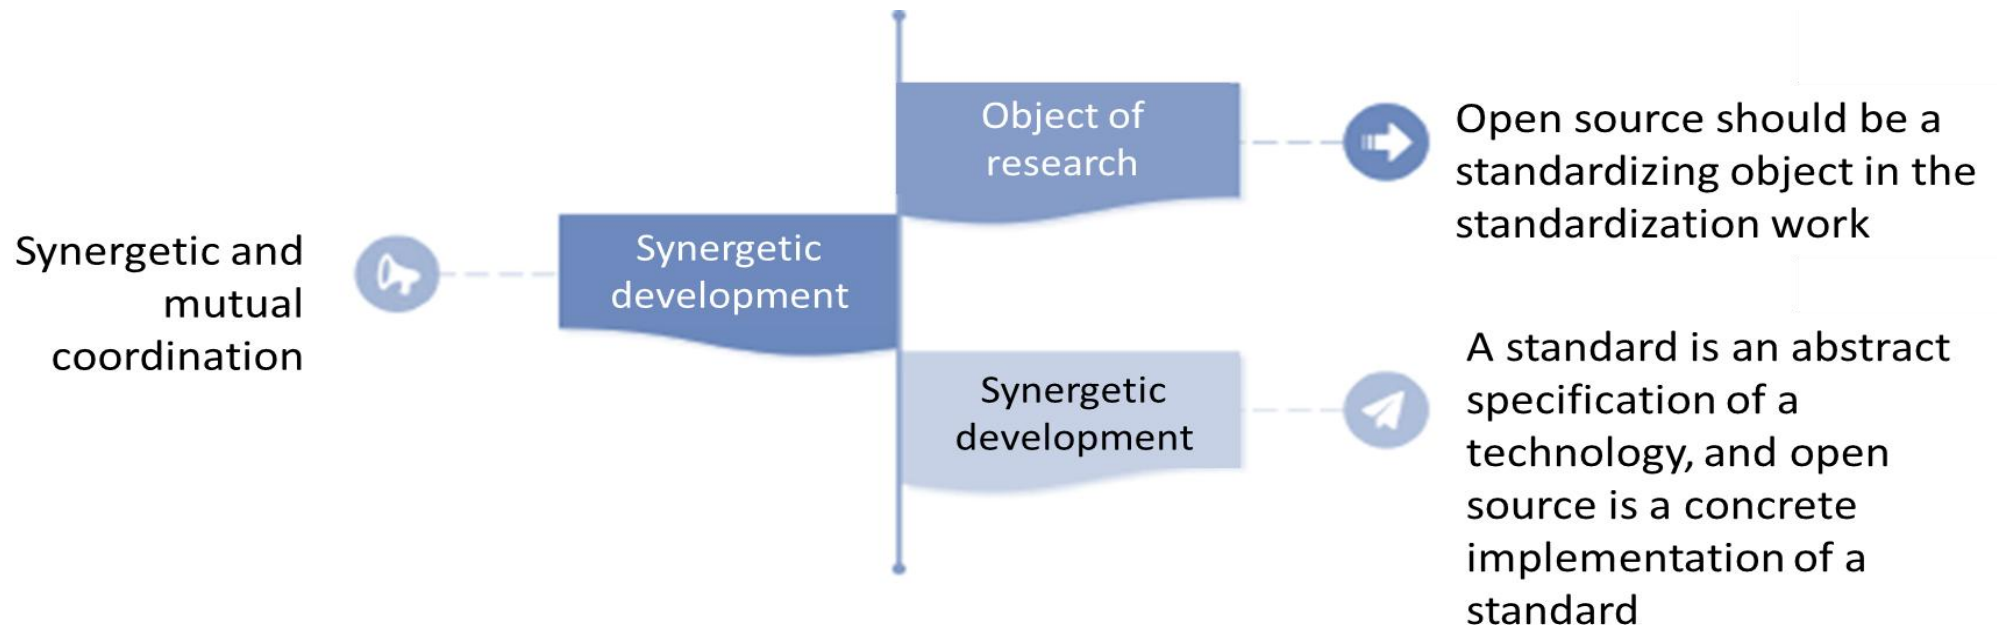 Object of
research
Open source should be a
standardizing object in the
standardization work
Synergetic and
mutual
coordination
Synergetic
development
Synergetic
development
A standard is an abstract
specification of a
technology, and open
source is a concrete
implementation of a
standard